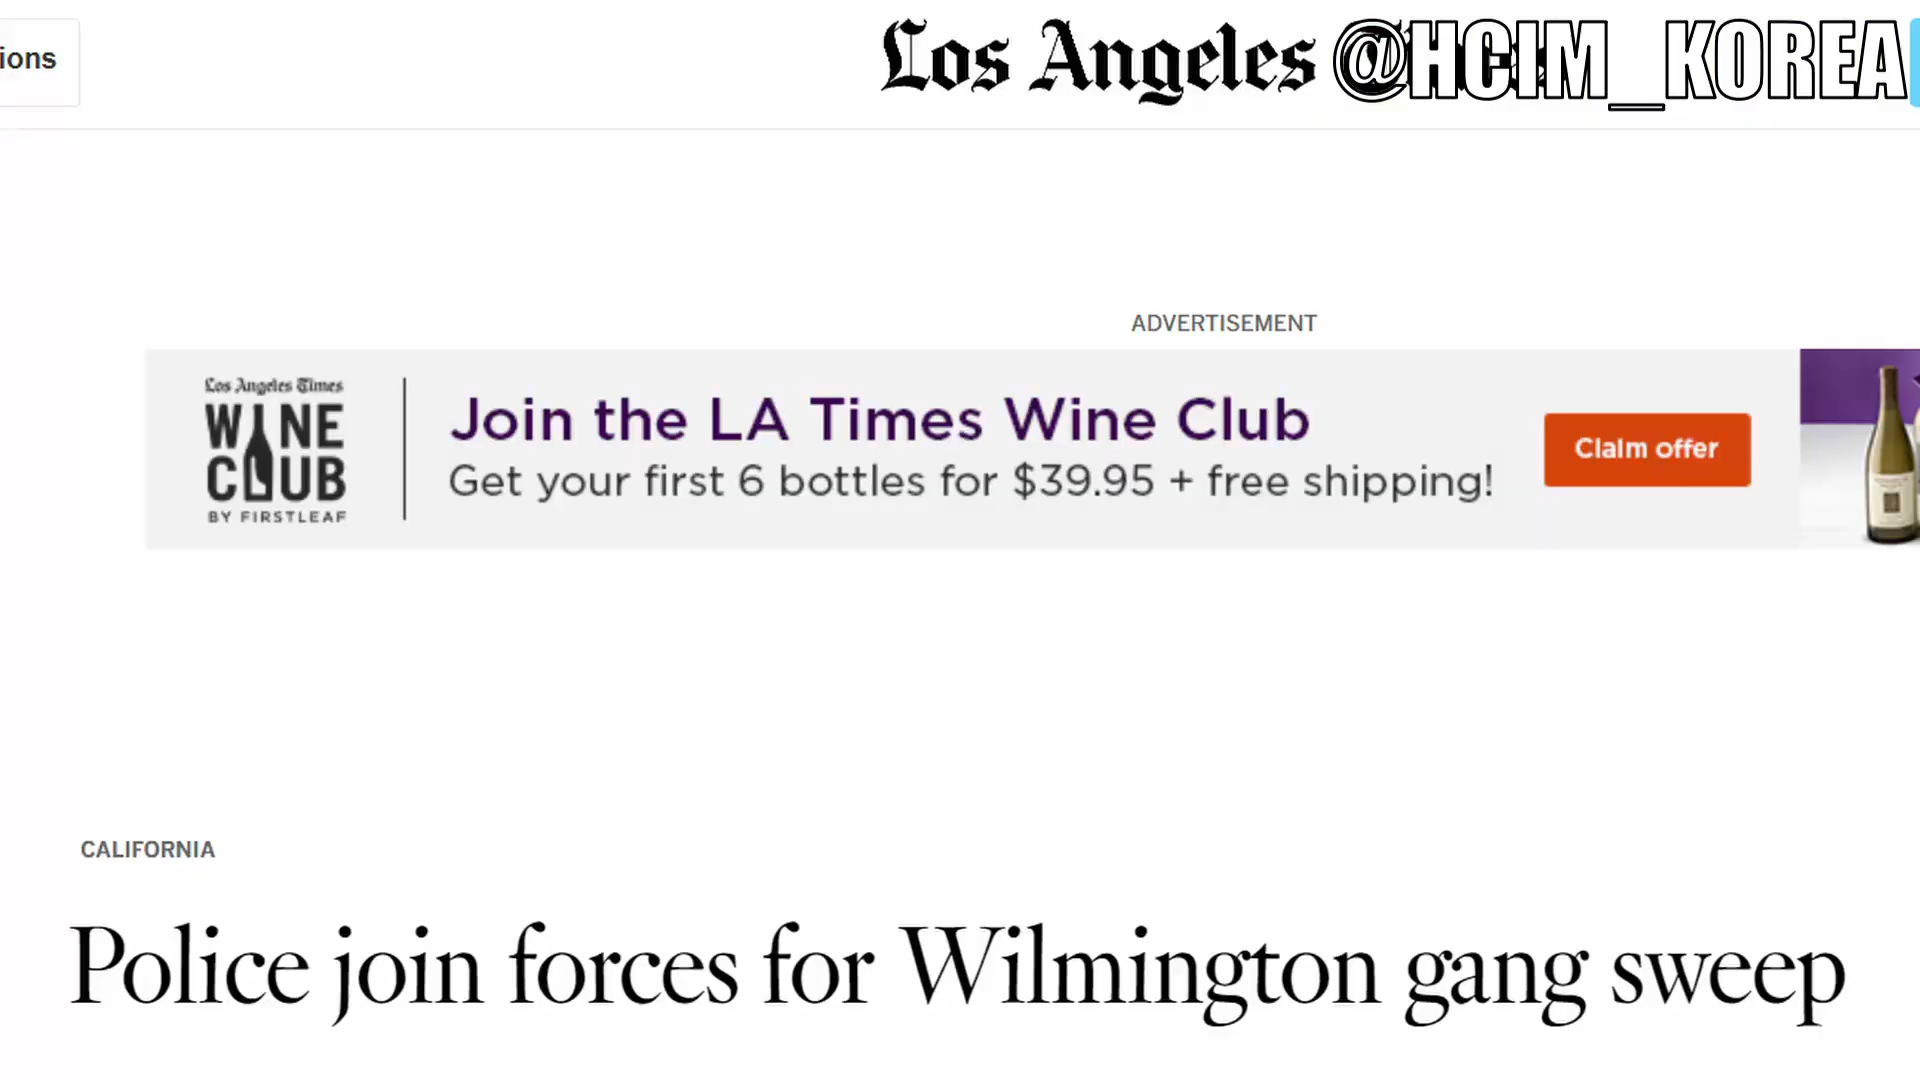 ions
Los Angeles @HCIM_KOREA
ADVERTISEMENT
Los Angeles Times
WINE
CLUB
BY FIRSTLEAF
Join the LA Times Wine Club
Get your first 6 bottles for $39.95 + free shipping!
Claim offer
CALIFORNIA
Police join forces for Wilmington gang sweep